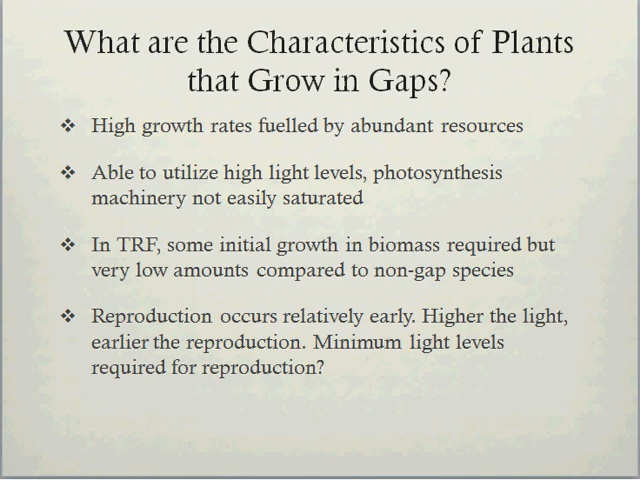 What are the Characteristics of Plants
that Grow in Gaps?
❖ High growth rates fuelled by abundant resources
❖ Able to utilize high light levels, photosynthesis
machinery not easily saturated
❖ In TRF, some initial growth in biomass required but
very low amounts compared to non-gap species
❖ Reproduction occurs relatively early. Higher the light,
earlier the reproduction. Minimum light levels
required for reproduction?